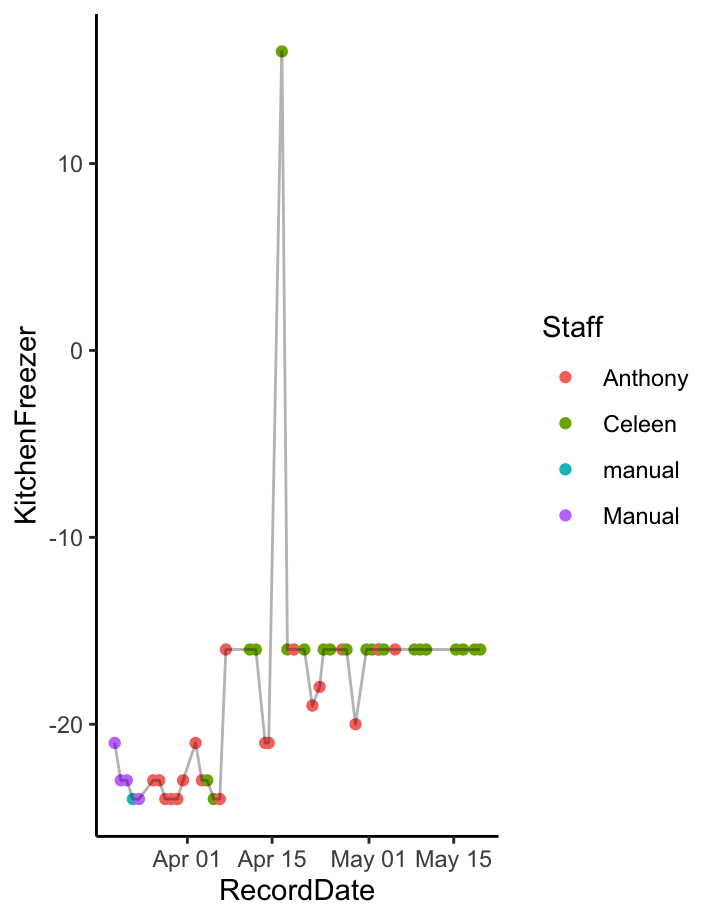 10
0
-10
-20
KitchenFreezer
Apr 01 Apr 15 May 01 May 15
RecordDate
Staff
Anthony
Celeen
manual
Manual